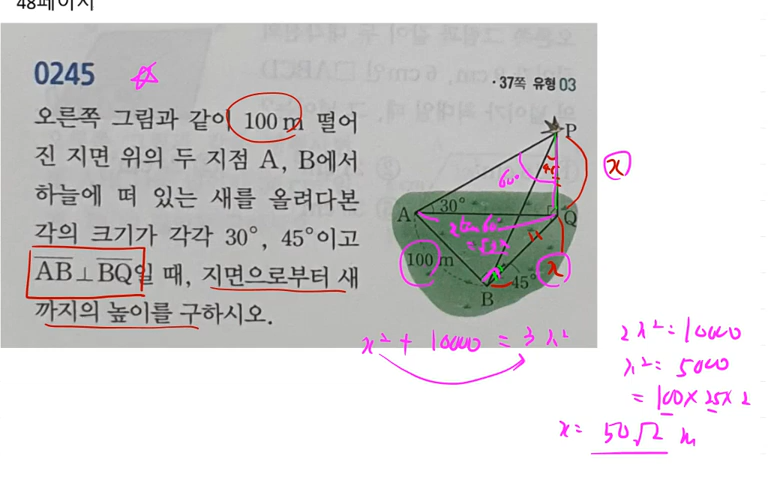 48페이지
0245
· 37쪽 유형 03
오른쪽 그림과 같이 100 m 떨어
진 지면 위의 두 지점 A, B에서
하늘에 떠 있는 새를 올려다본
각의 크기가 각각 30°, 45°이고
AB⊥BQ일 때, 지면으로부터 새
까지의 높이를 구하시오.
P
x
60°
A
30°
Q
100 m
x
B
45°
x² + 10000 = 3x²
2x² = 10000
x² = 5000
= 100×25×2
x = 50√2 m